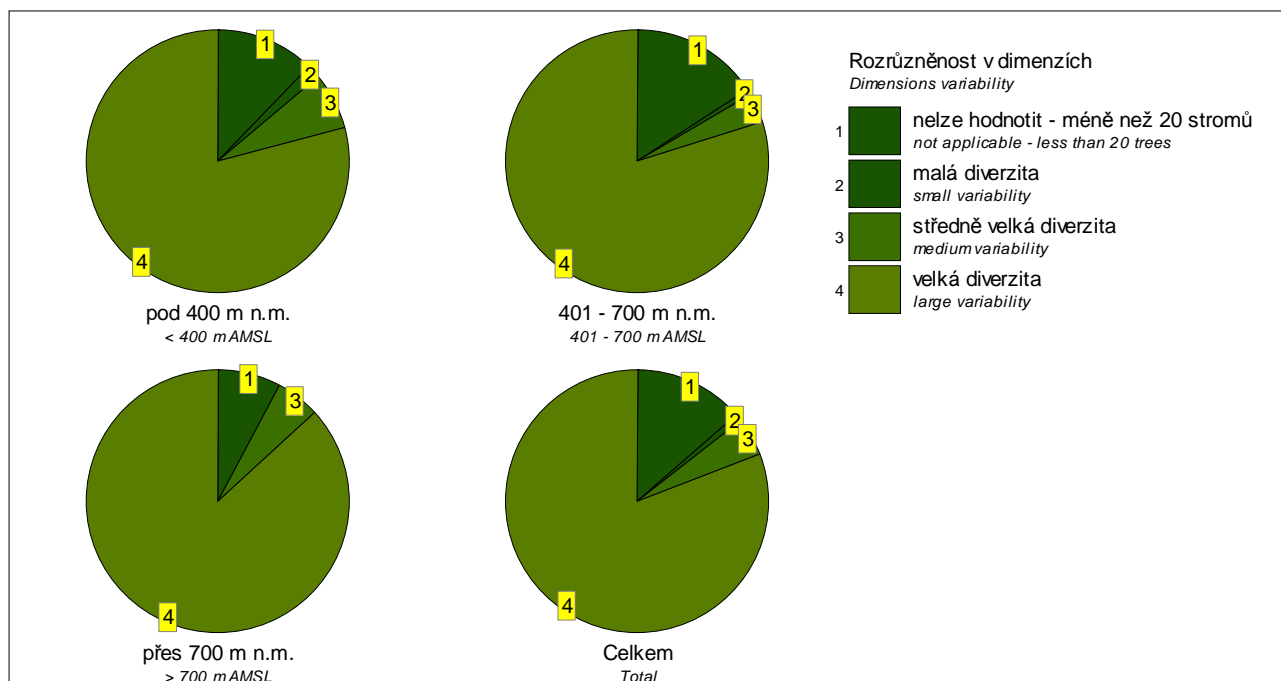 1
2
3
4
pod 400 m n.m.
< 400 m AMSL
1
2
3
4
401 - 700 m n.m.
401 - 700 m AMSL
Rozrůzněnost v dimenzích
Dimensions variability
1 nelze hodnotit - méně než 20 stromů
not applicable - less than 20 trees
2 malá diverzita
small variability
3 středně velká diverzita
medium variability
4 velká diverzita
large variability
1
3
4
přes 700 m n.m.
> 700 m AMSL
1
2
3
4
Celkem
Total